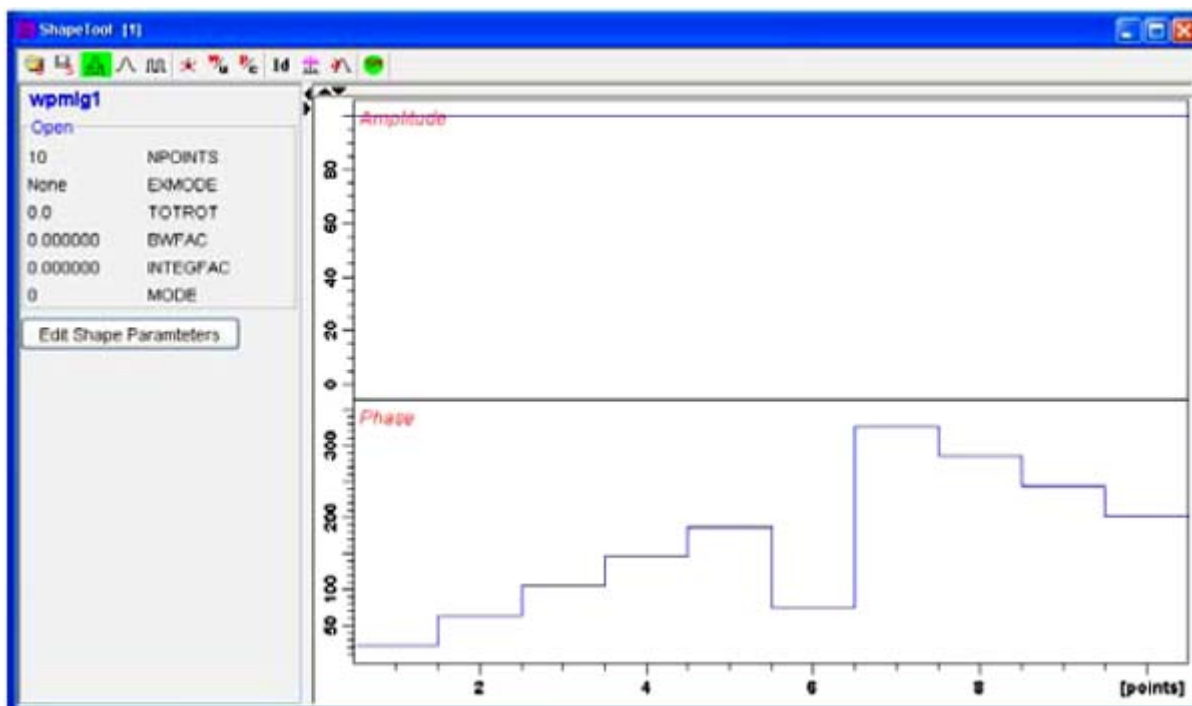 ShapeTool [1]
1d
wpmlg1
Open
10 NPOINTS
None EXMODE
0.0 TOTROT
0.000000 BWFAC
0.000000 INTEGFAC
0 MODE
Edit Shape Paramteters
Amplitude
80
60
40
20
0
Phase
300
200
100
50
2 4 6 8 [points]